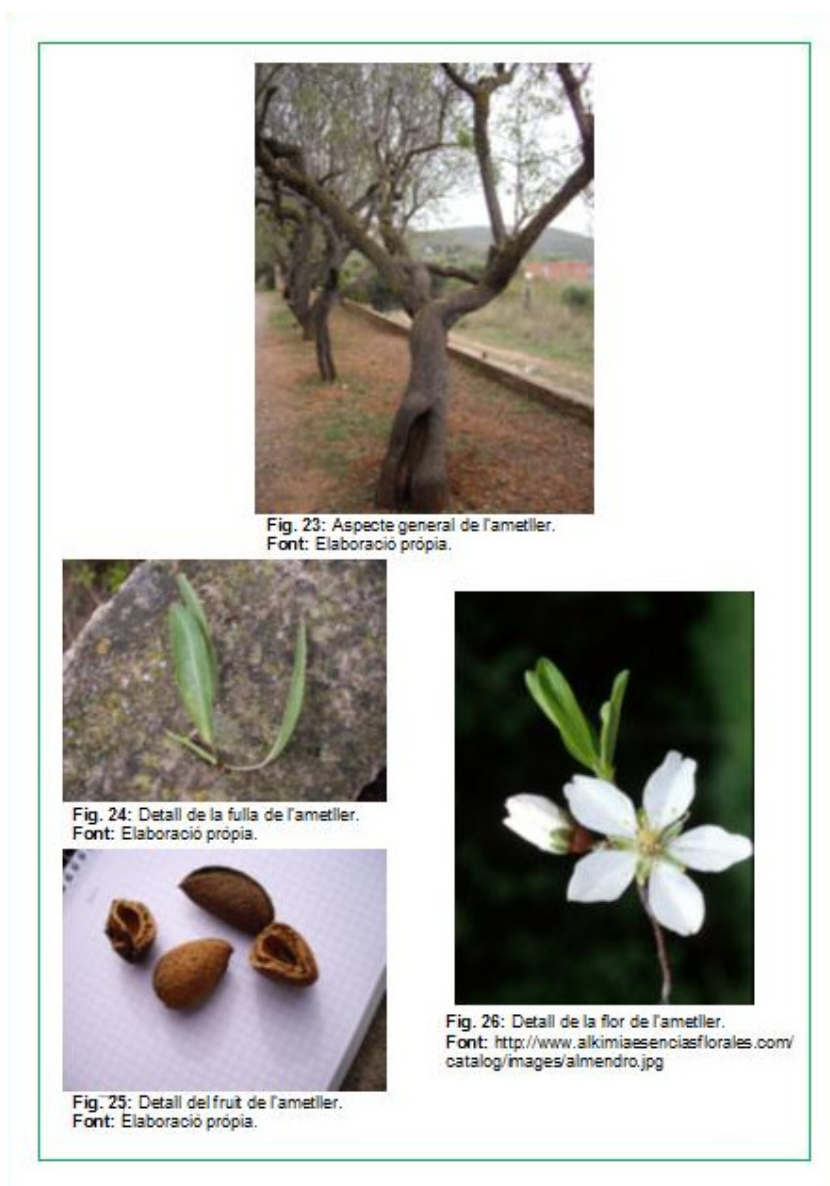 Fig. 23: Aspecte general de l'ametller.
Font: Elaboració pròpia.
Fig. 24: Detall de la fulla de l'ametller.
Font: Elaboració pròpia.
Fig. 25: Detall del fruit de l'ametller.
Font: Elaboració pròpia.
Fig. 26: Detall de la flor de l'ametller.
Font: http://www.alkimiaesenciasflorales.com/
catalog/images/almendro.jpg